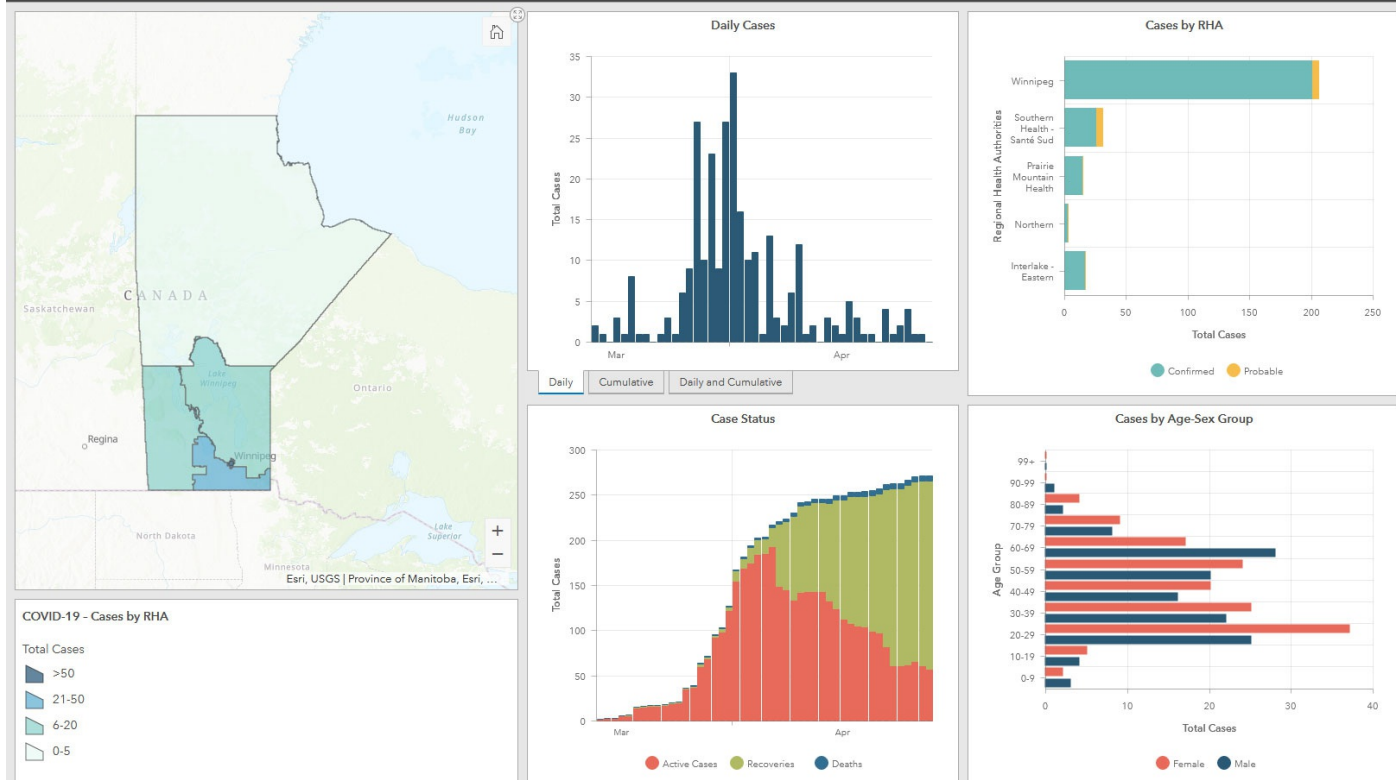 Hudson
Bay
CANADA
Saskatchewan
Lake
Winnipeg
Ontario
Regina
Winnipeg
North Dakota
Lake
Superior
Minnesota
+
−
Esri, USGS | Province of Manitoba, Esri, ...
COVID-19 - Cases by RHA
Total Cases
>50
21-50
6-20
0-5
Daily Cases
Total Cases
35
30
25
20
15
10
5
0
Mar
Apr
Daily
Cumulative
Daily and Cumulative
Case Status
Total Cases
300
250
200
150
100
50
0
Mar
Apr
Active Cases
Recoveries
Deaths
Cases by RHA
Regional Health Authorities
Winnipeg
Southern
Health -
Santé Sud
Prairie
Mountain
Health
Northern
Interlake -
Eastern
0
50
100
150
200
250
Total Cases
Confirmed
Probable
Cases by Age-Sex Group
Age Group
99+
90-99
80-89
70-79
60-69
50-59
40-49
30-39
20-29
10-19
0-9
0
10
20
30
40
Total Cases
Female
Male